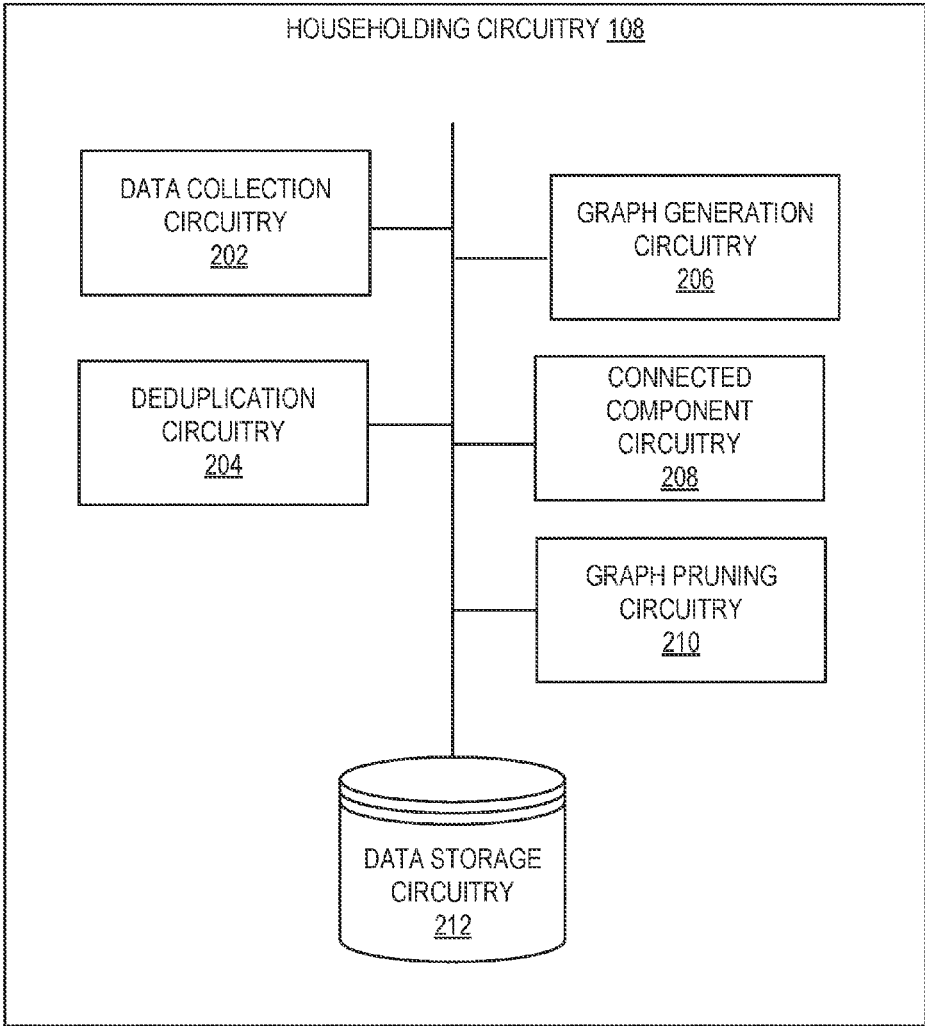 HOUSEHOLDING CIRCUITRY 108
DATA COLLECTION
CIRCUITRY
202
GRAPH GENERATION
CIRCUITRY
206
DEDUPLICATION
CIRCUITRY
204
CONNECTED
COMPONENT
CIRCUITRY
208
GRAPH PRUNING
CIRCUITRY
210
DATA STORAGE
CIRCUITRY
212